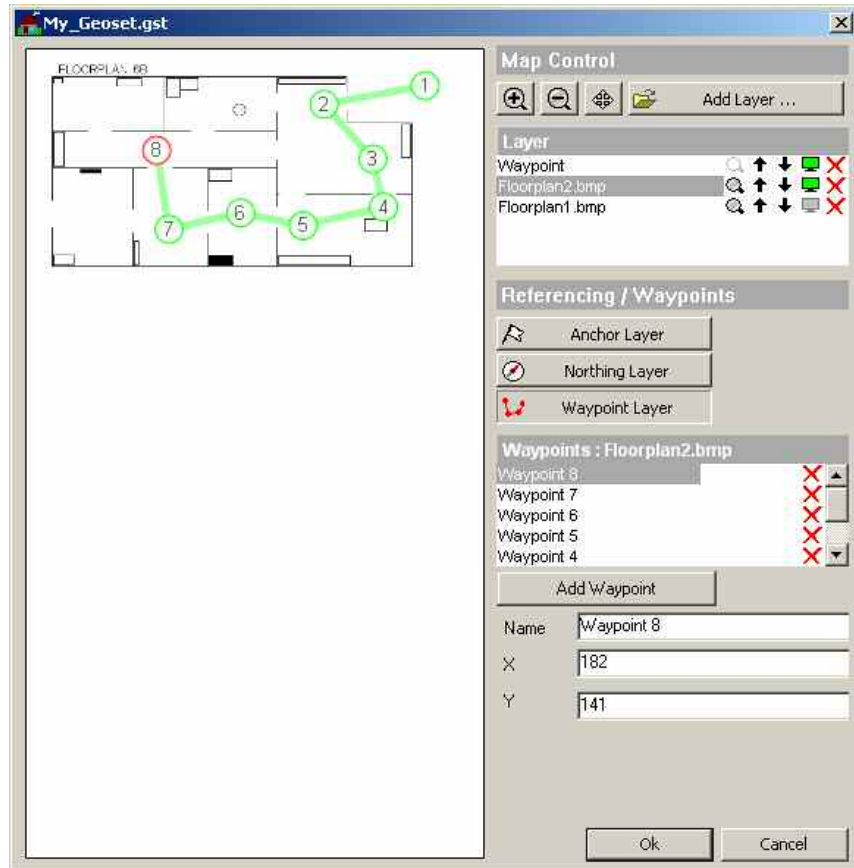 My_Geoset.gst
FLOORPLAN 6B
1
2
3
4
5
6
7
8
Map Control
Add Layer ...
Layer
Waypoint
Floorplan2.bmp
Floorplan1.bmp
Referencing / Waypoints
Anchor Layer
Northing Layer
Waypoint Layer
Waypoints : Floorplan2.bmp
Waypoint 8
Waypoint 7
Waypoint 6
Waypoint 5
Waypoint 4
Add Waypoint
Name Waypoint 8
X 182
Y 141
Ok Cancel